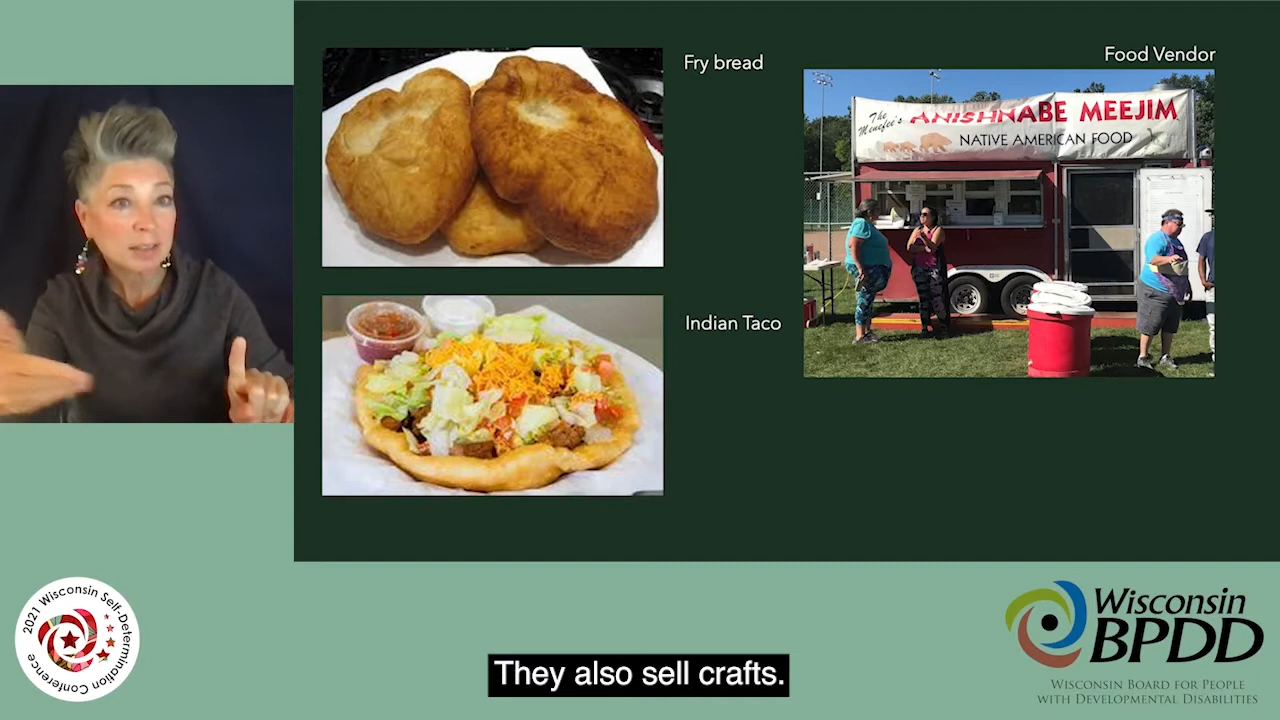 Fry bread
Food Vendor
The Menefee's
ANISHNABE MEEJIM
NATIVE AMERICAN FOOD
Indian Taco
2021 Wisconsin Self-Determination Conference
They also sell crafts.
Wisconsin
BPDD
WISCONSIN BOARD FOR PEOPLE
WITH DEVELOPMENTAL DISABILITIES